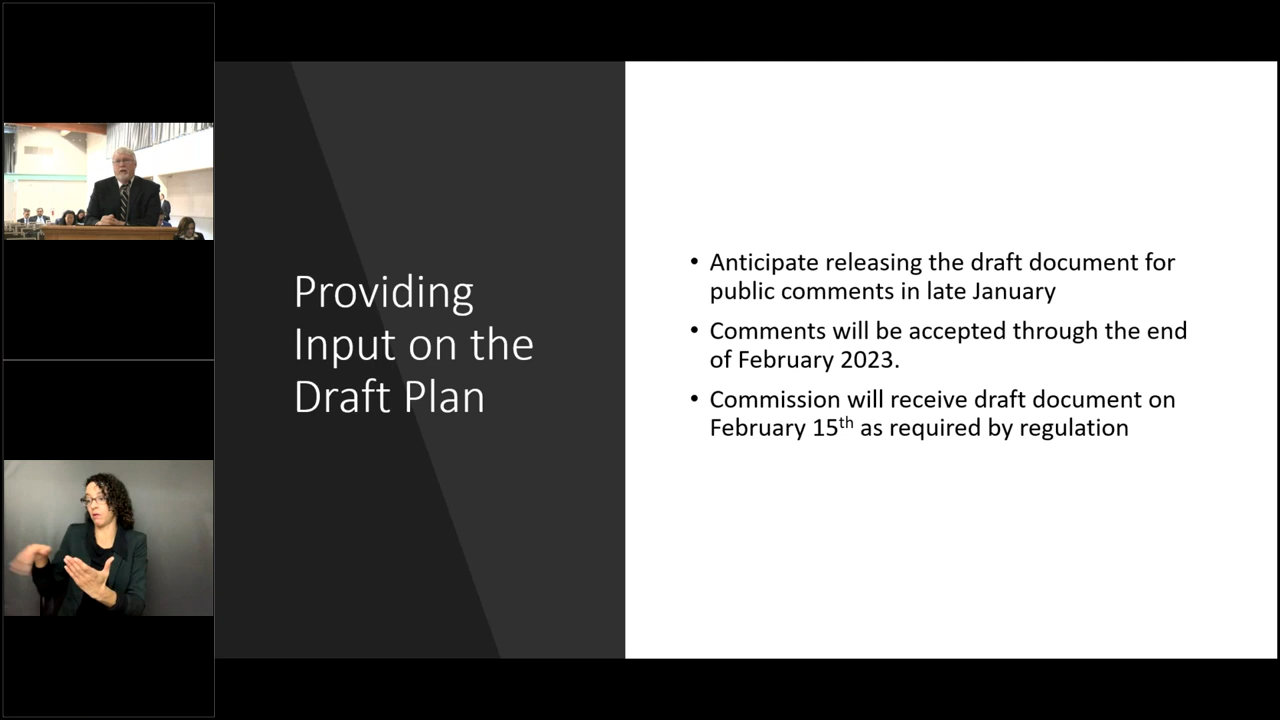 Providing
Input on the
Draft Plan
• Anticipate releasing the draft document for
public comments in late January
• Comments will be accepted through the end
of February 2023.
• Commission will receive draft document on
February 15th as required by regulation